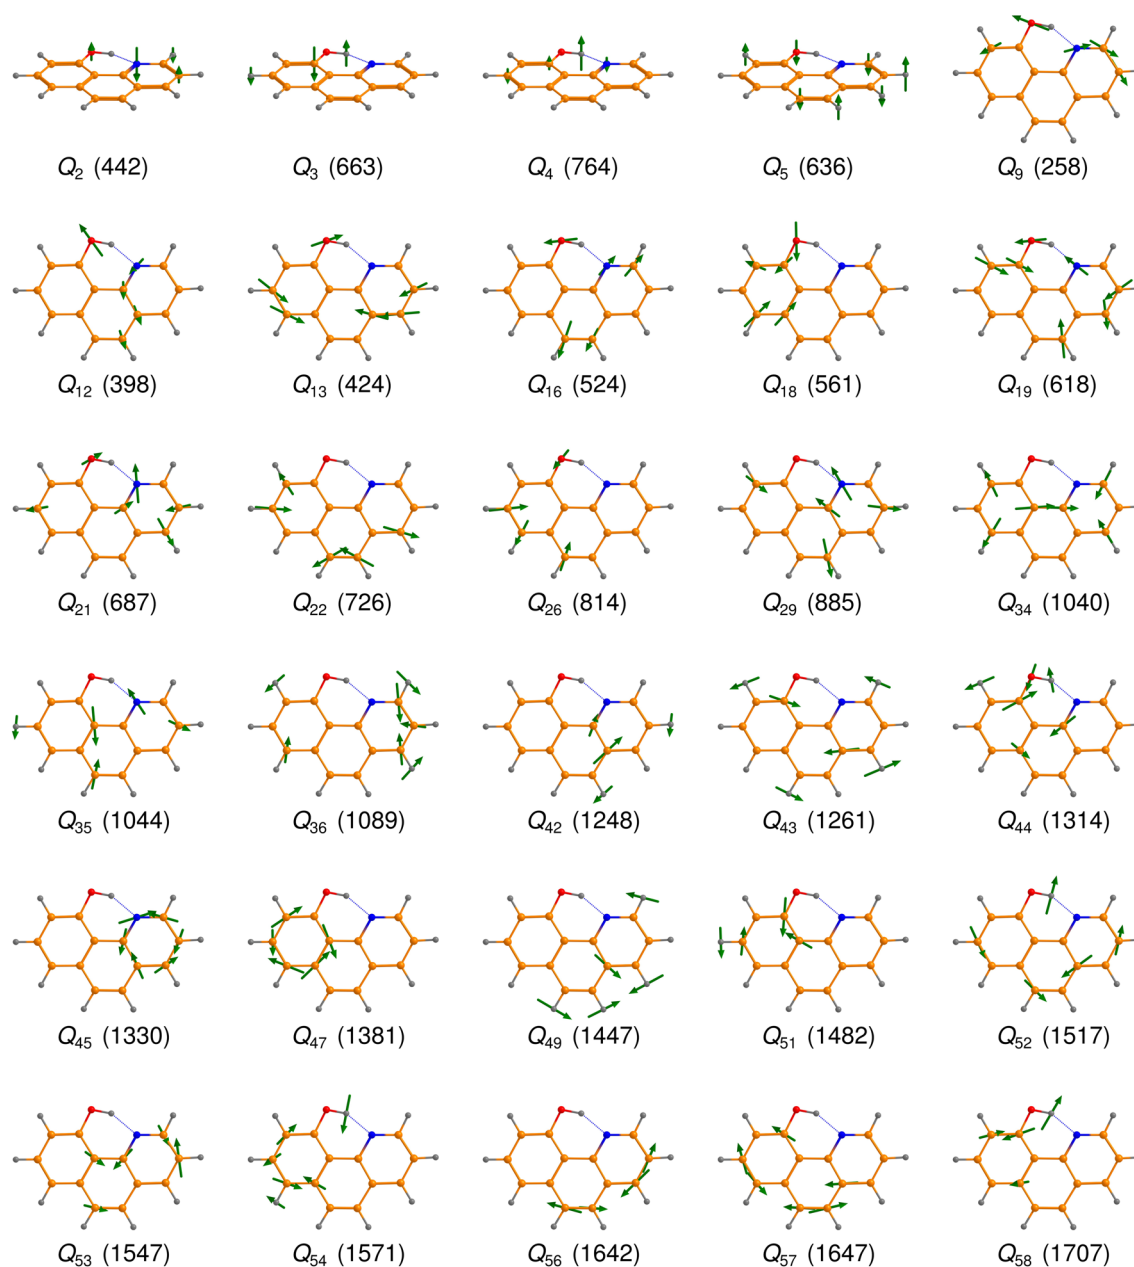 Q₂ (442) Q₃ (663) Q₄ (764) Q₅ (636) Q₉ (258)
Q₁₂ (398) Q₁₃ (424) Q₁₆ (524) Q₁₈ (561) Q₁₉ (618)
Q₂₁ (687) Q₂₂ (726) Q₂₆ (814) Q₂₉ (885) Q₃₄ (1040)
Q₃₅ (1044) Q₃₆ (1089) Q₄₂ (1248) Q₄₃ (1261) Q₄₄ (1314)
Q₄₅ (1330) Q₄₇ (1381) Q₄₉ (1447) Q₅₁ (1482) Q₅₂ (1517)
Q₅₃ (1547) Q₅₄ (1571) Q₅₆ (1642) Q₅₇ (1647) Q₅₈ (1707)